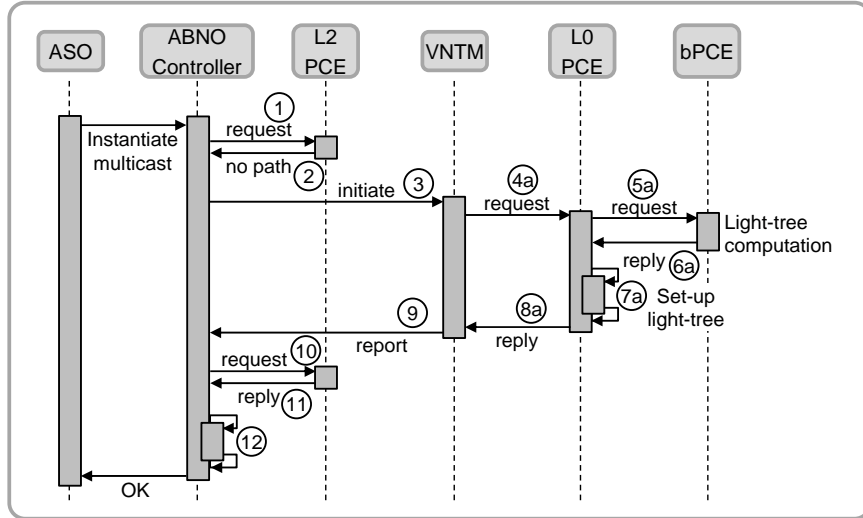 ASO
ABNO
Controller
L2
PCE
VNTM
L0
PCE
bPCE
Instantiate
multicast
1
request
no path
2
initiate
3
4a
request
5a
request
Light-tree
computation
reply
6a
7a
Set-up
light-tree
8a
reply
9
report
request
10
reply
11
12
OK